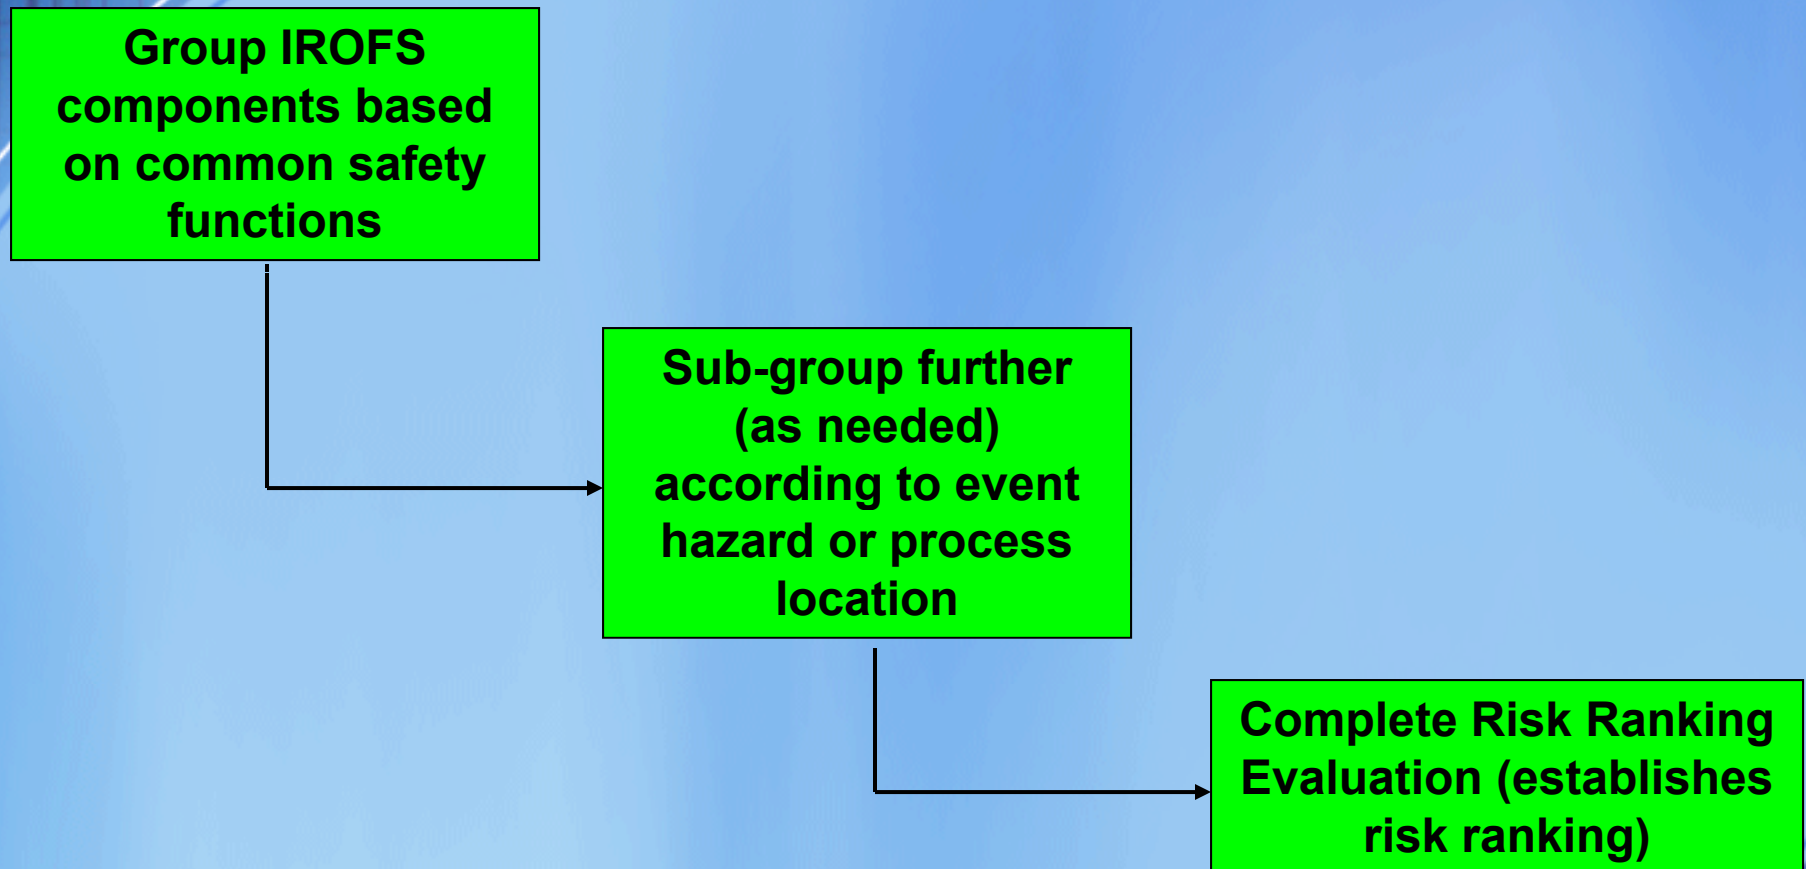 Group IROFS
components based
on common safety
functions
Sub-group further
(as needed)
according to event
hazard or process
location
Complete Risk Ranking
Evaluation (establishes
risk ranking)